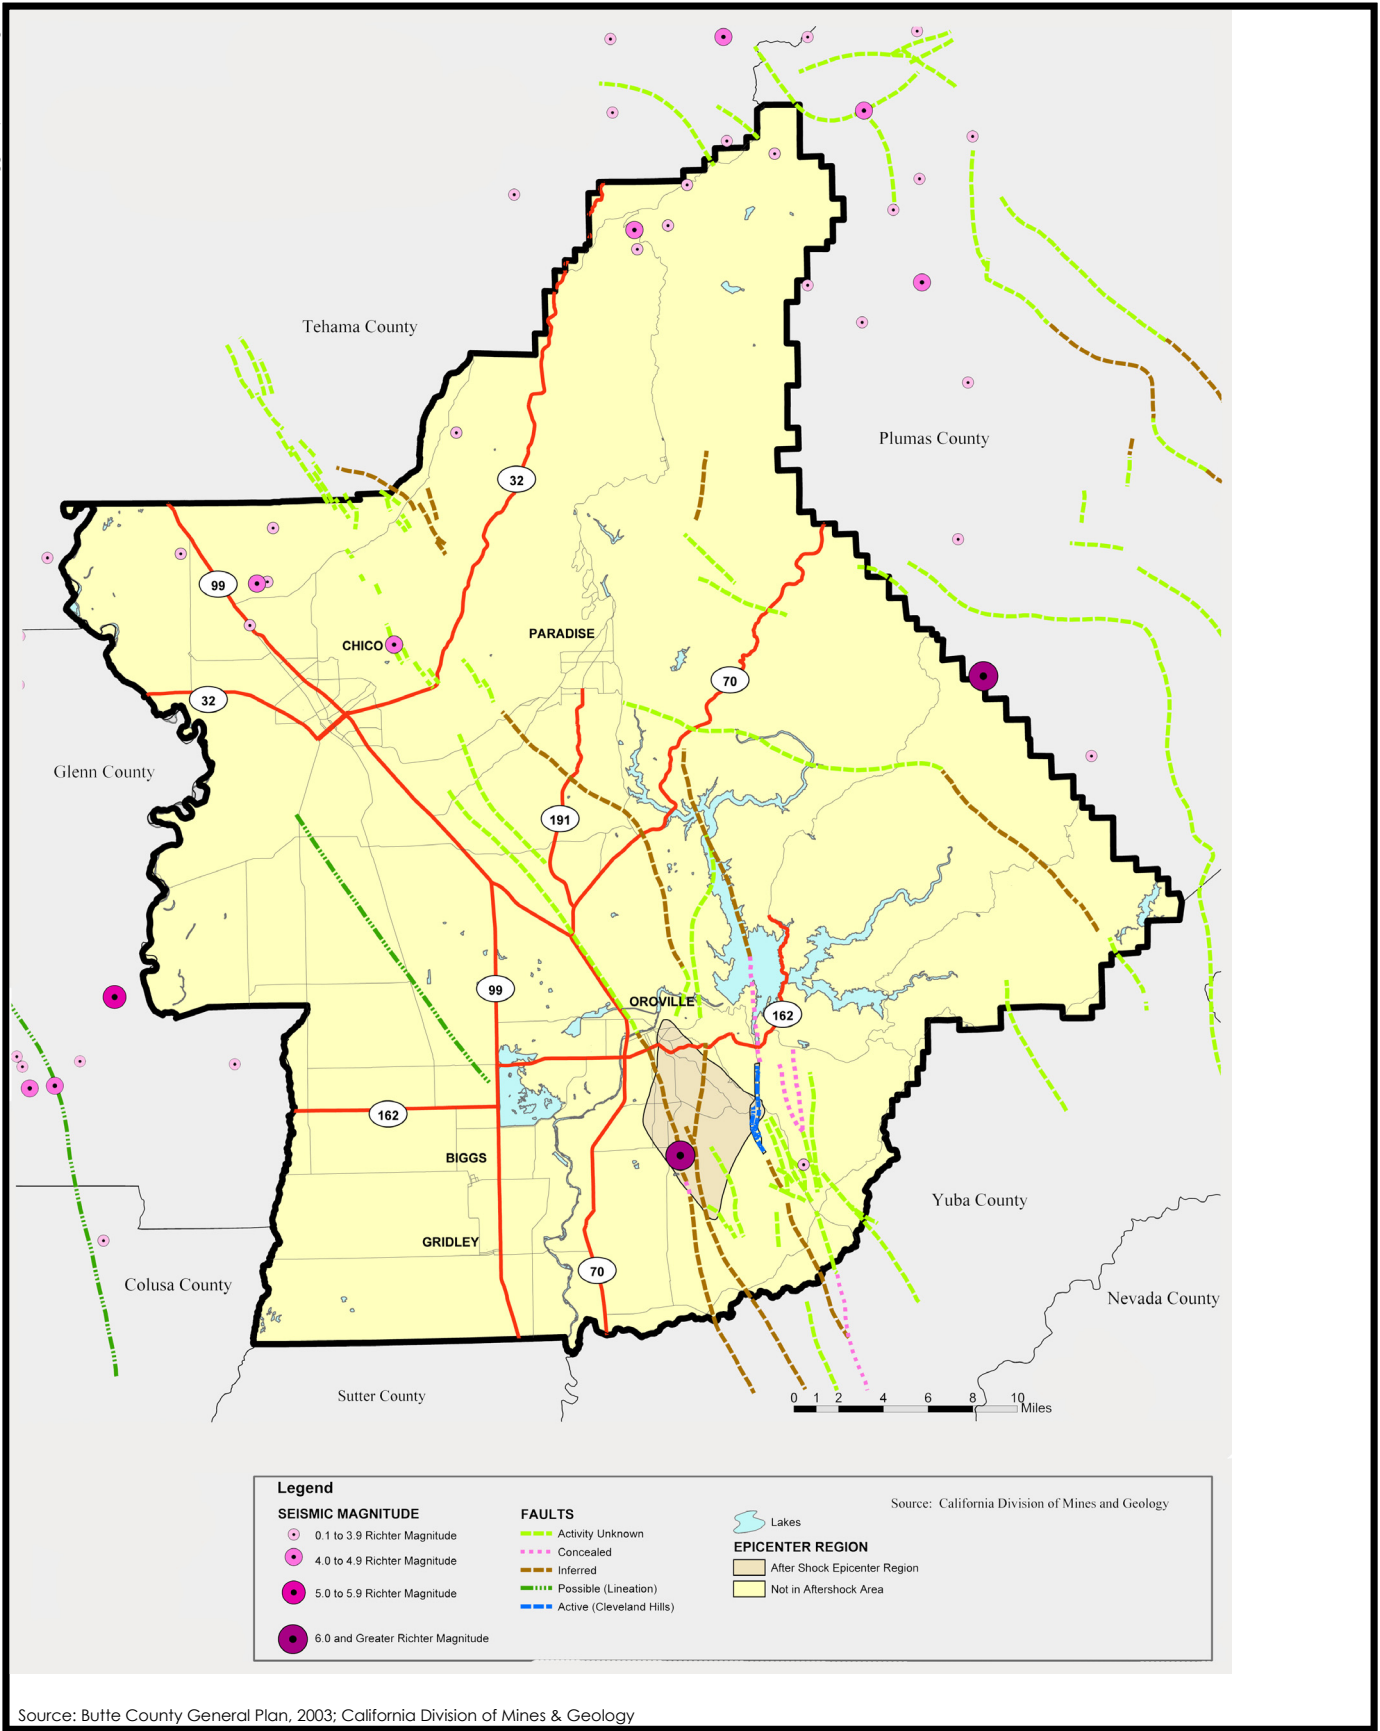 Tehama County
Plumas County
32
99
CHICO
PARADISE
70
32
Glenn County
191
99
OROVILLE
162
162
BIGGS
Yuba County
GRIDLEY
70
Colusa County
Nevada County
Sutter County
0 1 2 4 6 8 10
Miles
Legend
SEISMIC MAGNITUDE
0.1 to 3.9 Richter Magnitude
4.0 to 4.9 Richter Magnitude
5.0 to 5.9 Richter Magnitude
6.0 and Greater Richter Magnitude
FAULTS
Activity Unknown
Concealed
Inferred
Possible (Lineation)
Active (Cleveland Hills)
Source: California Division of Mines and Geology
Lakes
EPICENTER REGION
After Shock Epicenter Region
Not in Aftershock Area
Source: Butte County General Plan, 2003; California Division of Mines & Geology